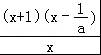 (x+1)(x - 1/a)
x